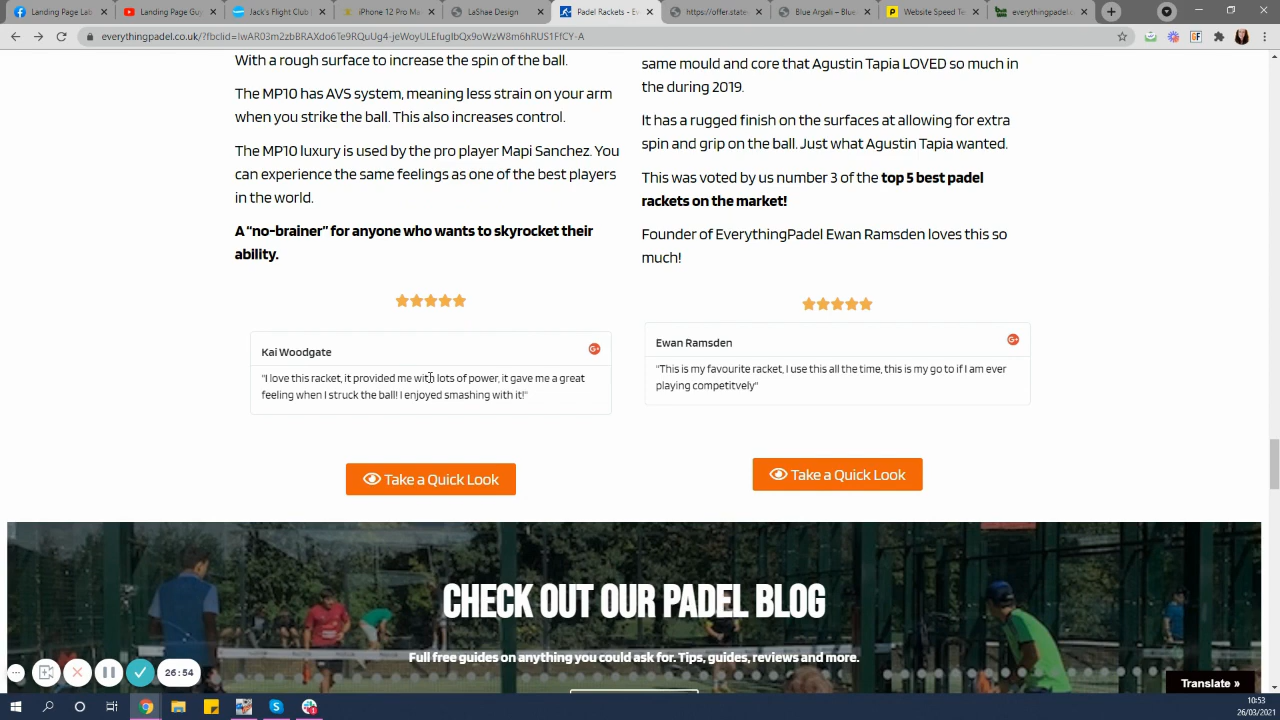 Landing Page Lab
Landing Page Guy
Jack's Flight Club
iPhone 12 Pro Ma
LaShae Design
Padel Rackets - Ev
https://offer.state
Blue Argali – Blue
Website Speed Te
everythingpadel.c
everythingpadel.co.uk/?fbclid=IwAR03m2zbBRAXdo6Te9RQuUg4-jeWoyULEfugIbQx9oWzW8m6hRUS1FfCY-A
With a rough surface to increase the spin of the ball.
The MP10 has AVS system, meaning less strain on your arm
when you strike the ball. This also increases control.
The MP10 luxury is used by the pro player Mapi Sanchez. You
can experience the same feelings as one of the best players
in the world.
A “no-brainer” for anyone who wants to skyrocket their
ability.
Kai Woodgate
"I love this racket, it provided me with lots of power, it gave me a great
feeling when I struck the ball! I enjoyed smashing with it!"
Take a Quick Look
same mould and core that Agustin Tapia LOVED so much in
the during 2019.
It has a rugged finish on the surfaces at allowing for extra
spin and grip on the ball. Just what Agustin Tapia wanted.
This was voted by us number 3 of the top 5 best padel
rackets on the market!
Founder of EverythingPadel Ewan Ramsden loves this so
much!
Ewan Ramsden
"This is my favourite racket, I use this all the time, this is my go to if I am ever
playing competitvely"
Take a Quick Look
CHECK OUT OUR PADEL BLOG
Full free guides on anything you could ask for. Tips, guides, reviews and more.
26:54
Translate »
10:53
26/03/2021